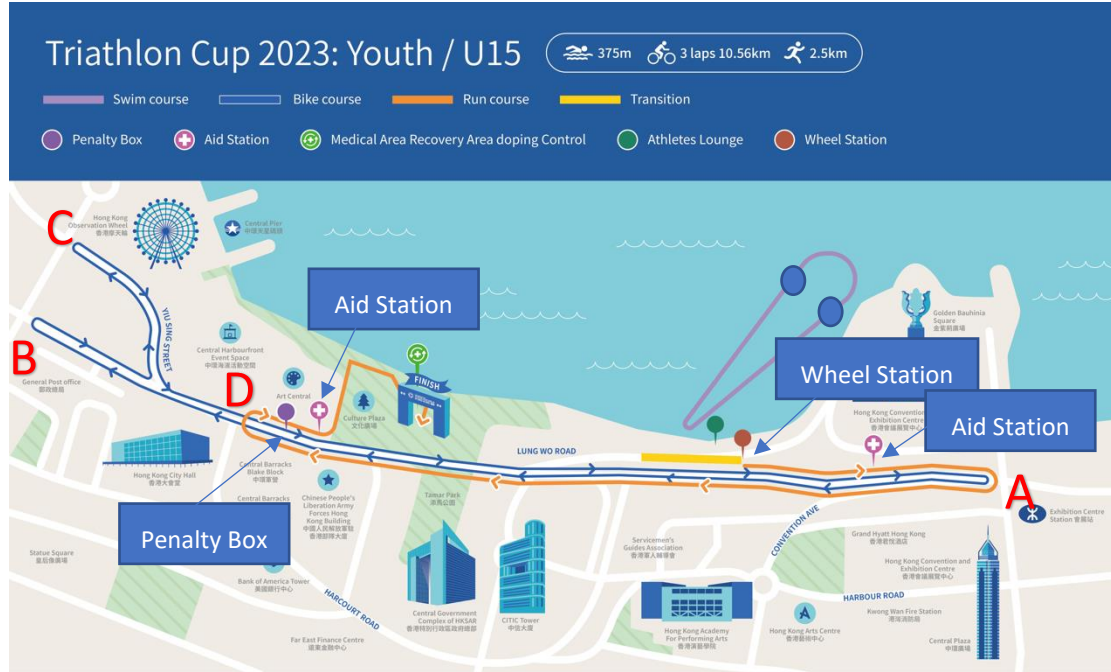 Triathlon Cup 2023: Youth / U15
375m
3 laps 10.56km
2.5km
Swim course
Bike course
Run course
Transition
Penalty Box
Aid Station
Medical Area Recovery Area doping Control
Athletes Lounge
Wheel Station
C
Hong Kong
Observation Wheel
香港摩天輪
Central Pier
YIU SING STREET
Aid Station
Golden Bauhinia
Square
金紫荊廣場
B
General Post office
郵政總局
Central Harbourfront
Event Space
中環海濱活動空間
D
Art Central
FINISH
Culture Plaza
文化廣場
Wheel Station
Hong Kong Convention
Exhibition Centre
香港會議展覽中心
Aid Station
LUNG WO ROAD
Hong Kong City Hall
香港大會堂
Central Barracks
Blake Block
中環軍營
Central Barracks
Chinese People's
Liberation Army
Forces Hong
Kong Building
中國人民解放軍駐
香港部隊大廈
Tamar Park
添馬公園
A
Exhibition Centre
Station 會展站
Penalty Box
Statue Square
皇后像廣場
Bank of America Tower
美國銀行中心
HARCOURT ROAD
Far East Finance Centre
遠東金融中心
Central Government
Complex of HKSAR
香港特別行政區政府總部
CITIC Tower
中信大廈
Servicemen's
Guides Association
香港軍人輔導會
CONVENTION AVE
Grand Hyatt Hong Kong
香港君悅酒店
Hong Kong Convention and
Exhibition Centre
香港會議展覽中心
HARBOUR ROAD
Kwong Wan Fire Station
港灣消防局
Hong Kong Academy
For Performing Arts
香港演藝學院
Hong Kong Arts Centre
香港藝術中心
Central Plaza
中環廣場